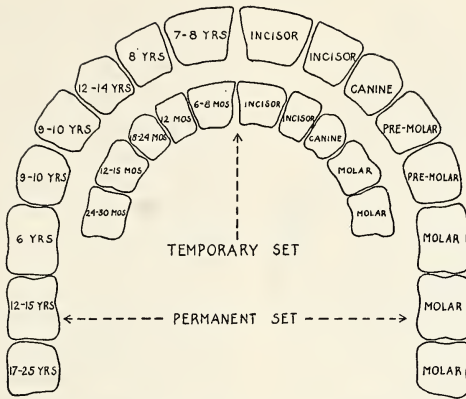 7-8 YRS
INCISOR
8 YRS
INCISOR
12-14 YRS
CANINE
9-10 YRS
PRE-MOLAR
9-10 YRS
PRE-MOLAR
6 YRS
MOLAR
12-15 YRS
MOLAR
17-25 YRS
MOLAR
6-8 MOS
INCISOR
12 MOS
INCISOR
18-24 MOS
CANINE
12-15 MOS
MOLAR
24-30 MOS
MOLAR
TEMPORARY SET
PERMANENT SET